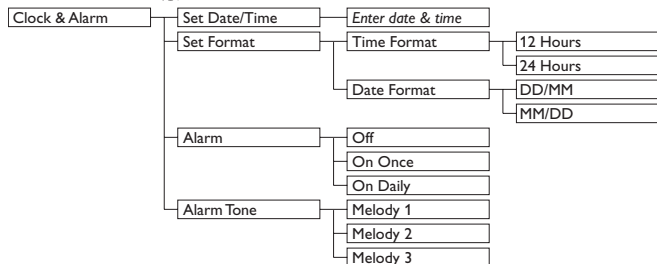 Clock & Alarm Set Date/Time Enter date & time
Set Format Time Format 12 Hours
24 Hours
Date Format DD/MM
MM/DD
Alarm Off
On Once
On Daily
Alarm Tone Melody 1
Melody 2
Melody 3